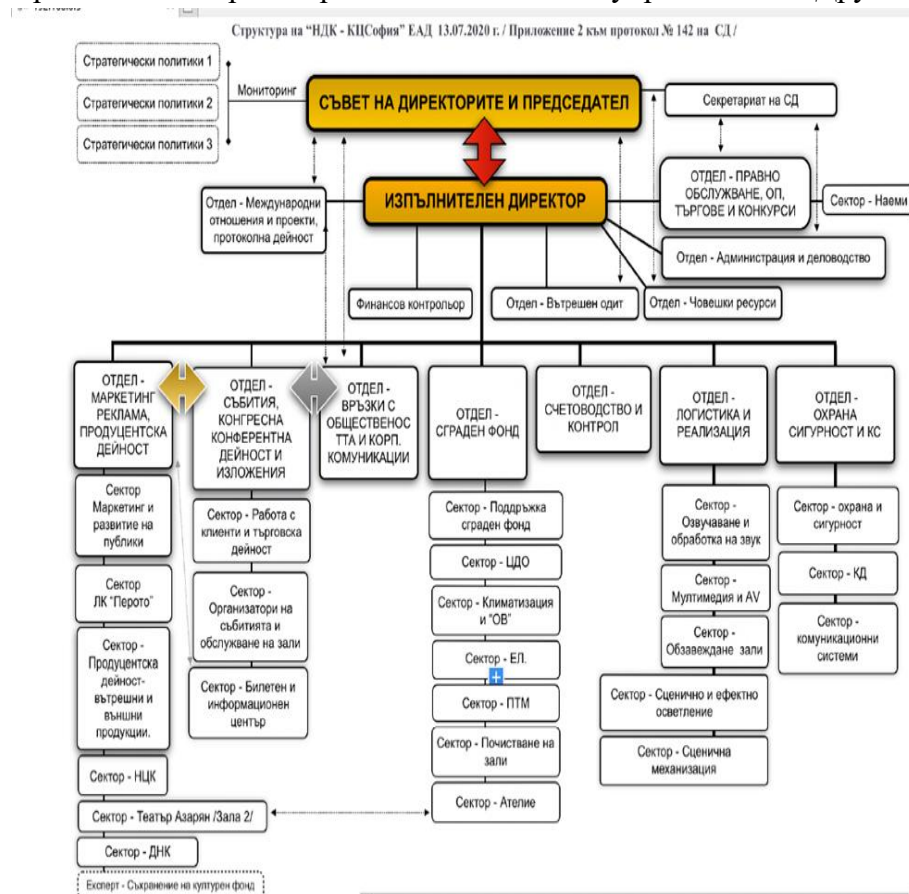 Структура на “НДК - КЦСофия” ЕАД 13.07.2020 г. / Приложение 2 към протокол № 142 на СД /
Стратегически политики 1
Стратегически политики 2
Стратегически политики 3
Мониторинг
СЪВЕТ НА ДИРЕКТОРИТЕ И ПРЕДСЕДАТЕЛ
Секретариат на СД
ИЗПЪЛНИТЕЛЕН ДИРЕКТОР
Отдел - Международни
отношения и проекти,
протоколна дейност
ОТДЕЛ - ПРАВНО
ОБСЛУЖВАНЕ, ОП,
ТЪРГОВЕ И КОНКУРСИ
Сектор - Наеми
Отдел - Администрация и деловодство
Финансов контрольор
Отдел - Вътрешен одит
Отдел - Човешки ресурси
ОТДЕЛ -
МАРКЕТИНГ
РЕКЛАМА,
ПРОДУЦЕНТСКА
ДЕЙНОСТ
Сектор
Маркетинг и
развитие на
публики
Сектор
ЛК “Перото”
Сектор -
Продуцентска
дейност-
вътрешни и
външни
продукции.
Сектор - НЦК
Сектор - Театър Азарян /Зала 2/
Сектор - ДНК
Експерт - Съхранение на културен фонд
ОТДЕЛ -
СЪБИТИЯ,
КОНГРЕСНА
КОНФЕРЕНТНА
ДЕЙНОСТ И
ИЗЛОЖЕНИЯ
Сектор - Работа с
клиенти и търговска
дейност
Сектор -
Организатори на
събитията и
обслужване на зали
Сектор - Билетен и
информационен
център
ОТДЕЛ -
ВРЪЗКИ С
ОБЩЕСТВЕНОС
ТТА И КОРП.
КОМУНИКАЦИИ
ОТДЕЛ -
СГРАДЕН ФОНД
Сектор - Поддръжка
сграден фонд
Сектор - ЦДО
Сектор - Климатизация
и “ОВ”
Сектор - ЕЛ.
Сектор - ПТМ
Сектор - Почистване на
зали
Сектор - Ателие
ОТДЕЛ -
СЧЕТОВОДСТВО И
КОНТРОЛ
ОТДЕЛ -
ЛОГИСТИКА И
РЕАЛИЗАЦИЯ
Сектор -
Озвучаване и
обработка на звук
Сектор -
Мултимедия и AV
Сектор -
Обзавеждане зали
Сектор - Сценично и ефектно
осветление
Сектор - Сценична
механизация
ОТДЕЛ
ОХРАНА
СИГУРНОСТ И КС
Сектор - охрана и
сигурност
Сектор - КД
Сектор -
комуникационни
системи